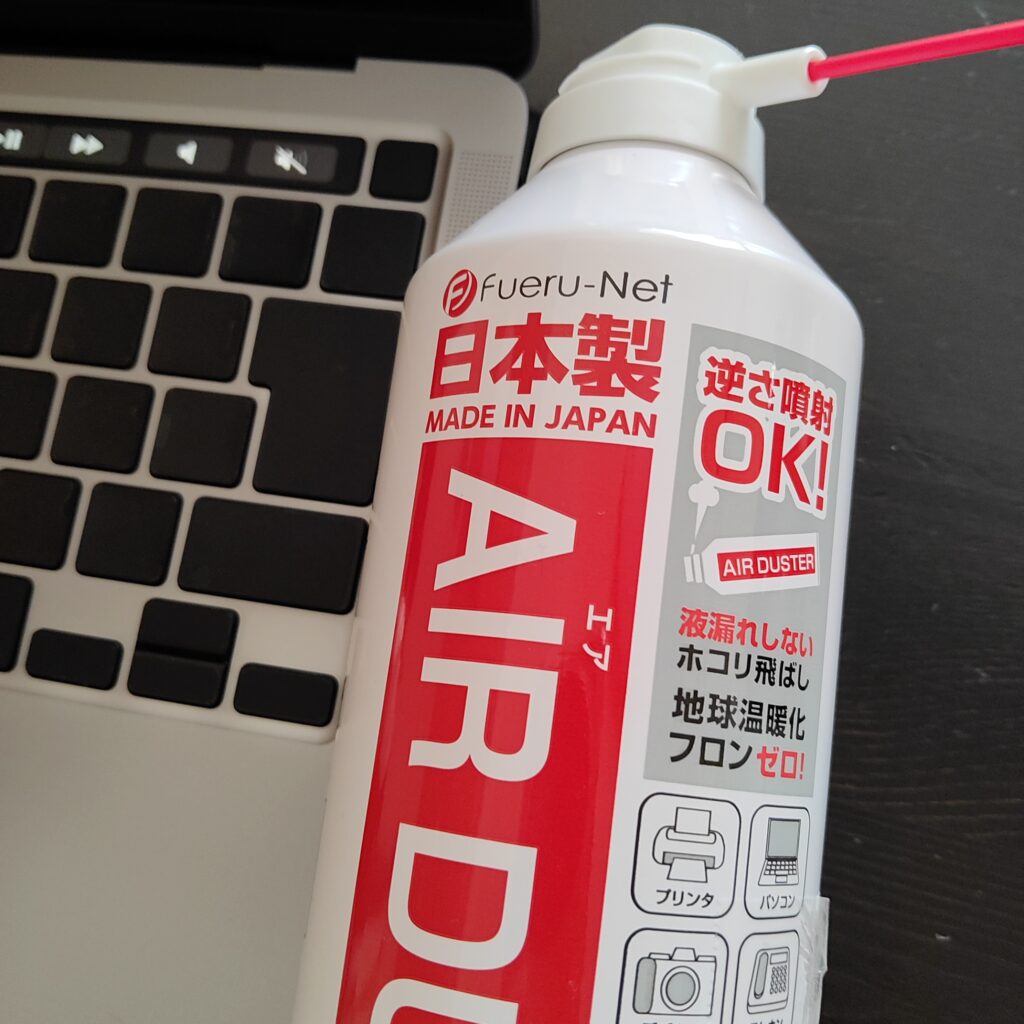 Fueru-Net
日本製
MADE IN JAPAN
AIR DU
エアー
逆さ噴射
OK!
AIR DUSTER
液漏れしない
ホコリ飛ばし
地球温暖化
フロンゼロ!
プリンタ
パソコン